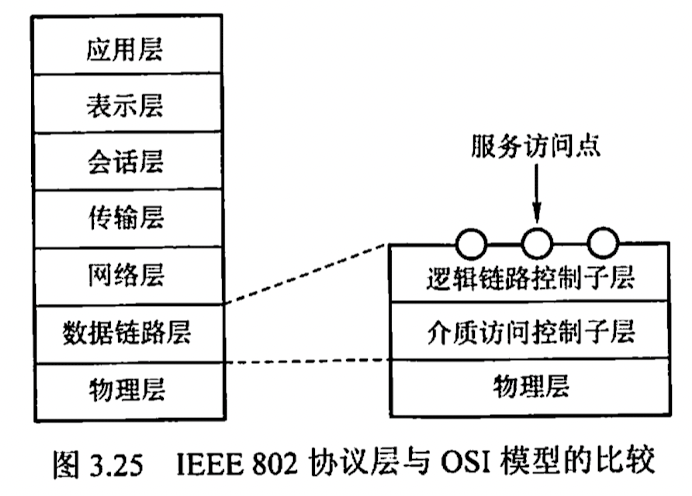 应用层
表示层
会话层
传输层
网络层
数据链路层
物理层
服务访问点
逻辑链路控制子层
介质访问控制子层
物理层
图 3.25 IEEE 802 协议层与 OSI 模型的比较